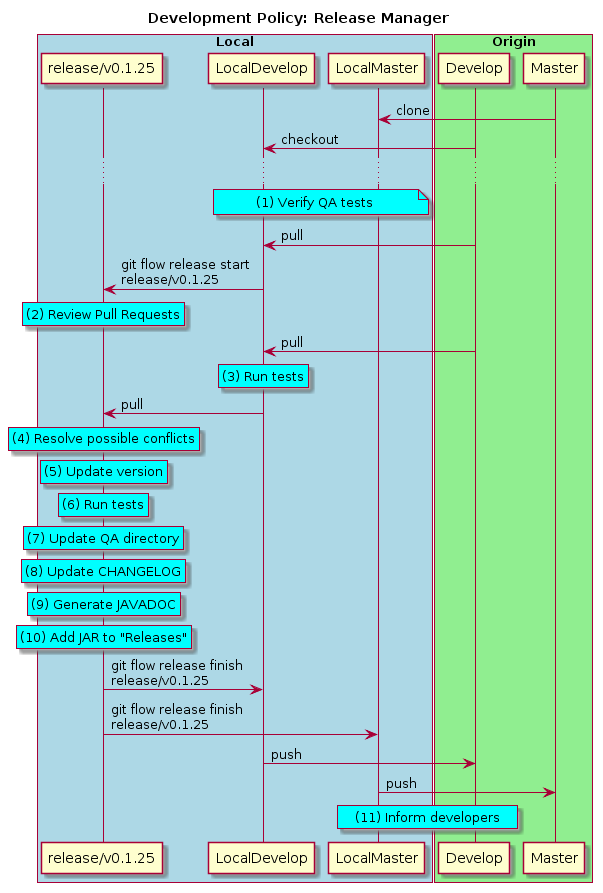 Development Policy: Release Manager
Local
Origin
release/v0.1.25
LocalDevelop
LocalMaster
Develop
Master
clone
checkout
(1) Verify QA tests
pull
git flow release start
release/v0.1.25
(2) Review Pull Requests
pull
(3) Run tests
pull
(4) Resolve possible conflicts
(5) Update version
(6) Run tests
(7) Update QA directory
(8) Update CHANGELOG
(9) Generate JAVADOC
(10) Add JAR to "Releases"
git flow release finish
release/v0.1.25
git flow release finish
release/v0.1.25
push
push
(11) Inform developers
release/v0.1.25
LocalDevelop
LocalMaster
Develop
Master